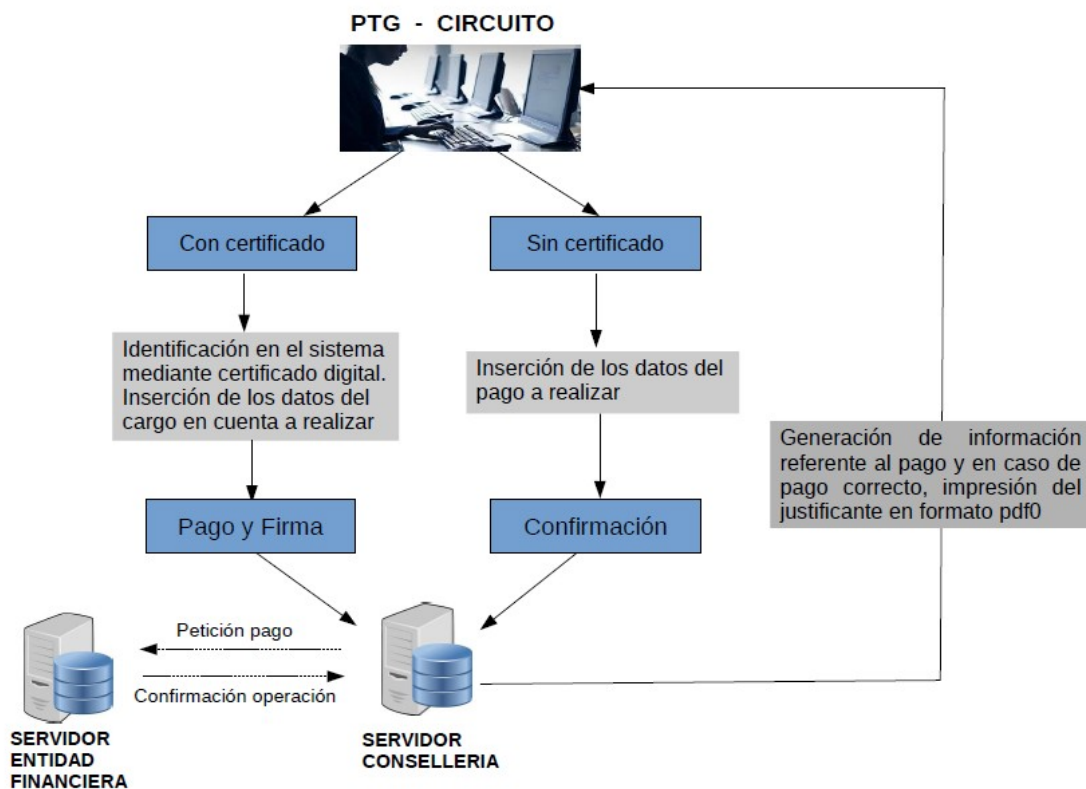 PTG - CIRCUITO
Con certificado
Sin certificado
Identificación en el sistema
mediante certificado digital.
Inserción de los datos del
cargo en cuenta a realizar
Inserción de los datos del
pago a realizar
Generación de información
referente al pago y en caso de
pago correcto, impresión del
justificante en formato pdf0
Pago y Firma
Confirmación
Petición pago
Confirmación operación
SERVIDOR
ENTIDAD
FINANCIERA
SERVIDOR
CONSELLERIA